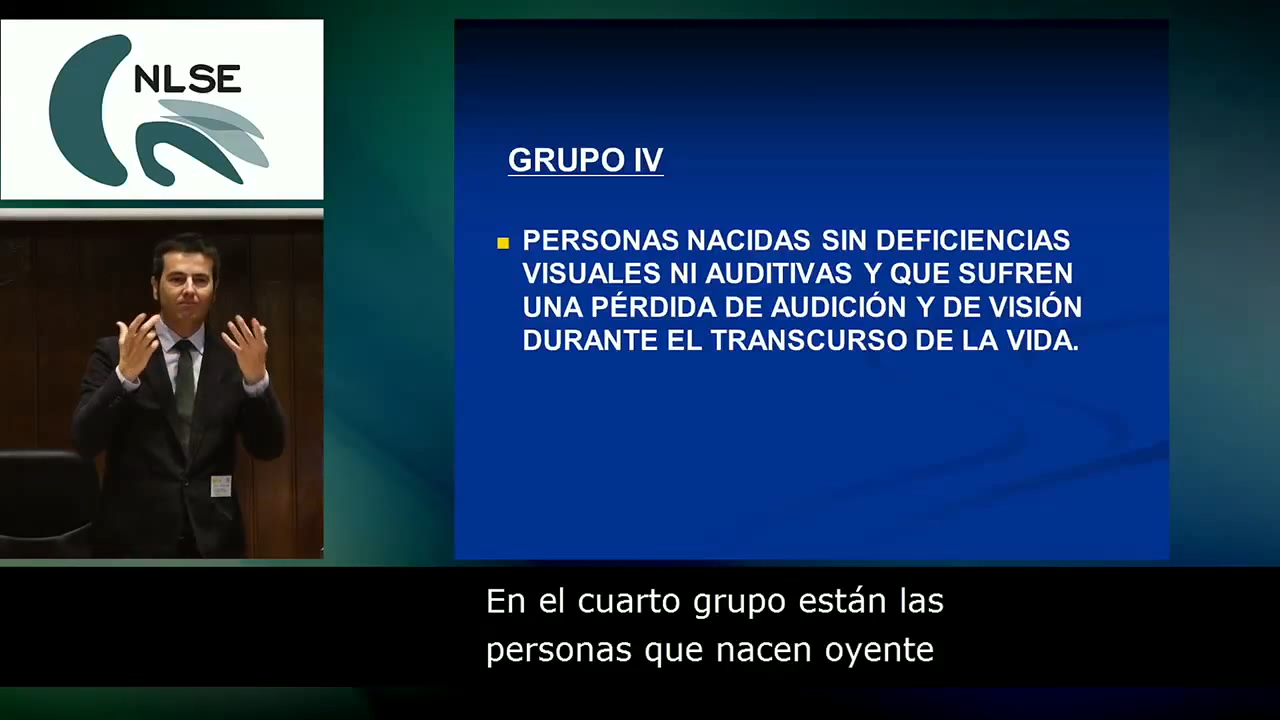 NLSE
GRUPO IV
PERSONAS NACIDAS SIN DEFICIENCIAS
VISUALES NI AUDITIVAS Y QUE SUFREN
UNA PÉRDIDA DE AUDICIÓN Y DE VISIÓN
DURANTE EL TRANSCURSO DE LA VIDA.
En el cuarto grupo están las
personas que nacen oyente